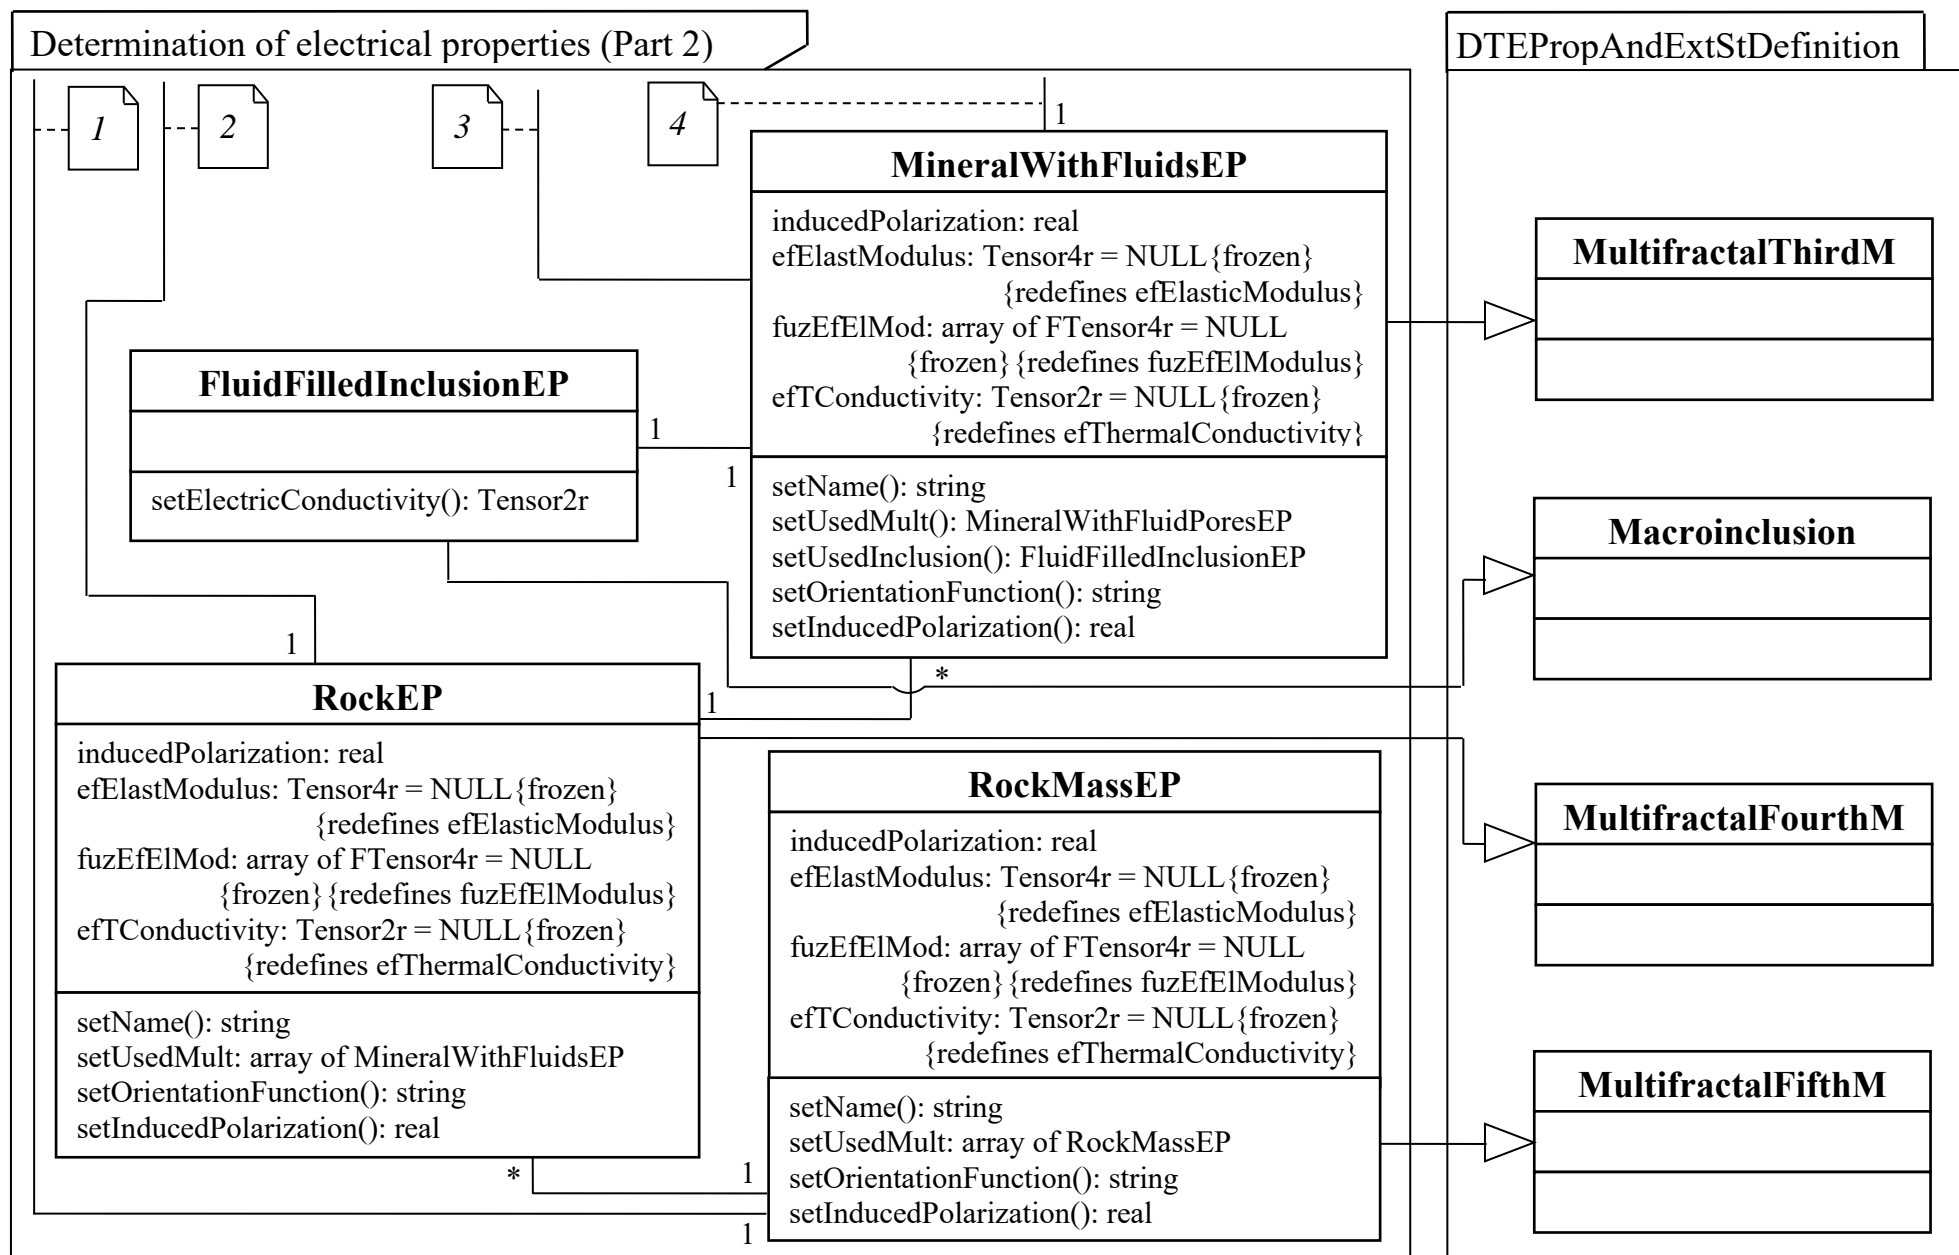 Determination of electrical properties (Part 2)
DTEPropAndExtStDefinition
1
2
3
4
1
MineralWithFluidsEP
inducedPolarization: real
efElastModulus: Tensor4r = NULL{frozen}
{redefines efElasticModulus}
fuzEfElMod: array of FTensor4r = NULL
{frozen}{redefines fuzEfElModulus}
efTConductivity: Tensor2r = NULL{frozen}
{redefines efThermalConductivity}
setName(): string
setUsedMult(): MineralWithFluidPoresEP
setUsedInclusion(): FluidFilledInclusionEP
setOrientationFunction(): string
setInducedPolarization(): real
MultifractalThirdM
FluidFilledInclusionEP
setElectricConductivity(): Tensor2r
1
1
Macroinclusion
1
*
1
RockEP
inducedPolarization: real
efElastModulus: Tensor4r = NULL{frozen}
{redefines efElasticModulus}
fuzEfElMod: array of FTensor4r = NULL
{frozen}{redefines fuzEfElModulus}
efTConductivity: Tensor2r = NULL{frozen}
{redefines efThermalConductivity}
setName(): string
setUsedMult: array of MineralWithFluidsEP
setOrientationFunction(): string
setInducedPolarization(): real
RockMassEP
inducedPolarization: real
efElastModulus: Tensor4r = NULL{frozen}
{redefines efElasticModulus}
fuzEfElMod: array of FTensor4r = NULL
{frozen}{redefines fuzEfElModulus}
efTConductivity: Tensor2r = NULL{frozen}
{redefines efThermalConductivity}
setName(): string
setUsedMult: array of RockMassEP
setOrientationFunction(): string
setInducedPolarization(): real
MultifractalFourthM
MultifractalFifthM
*
1
1